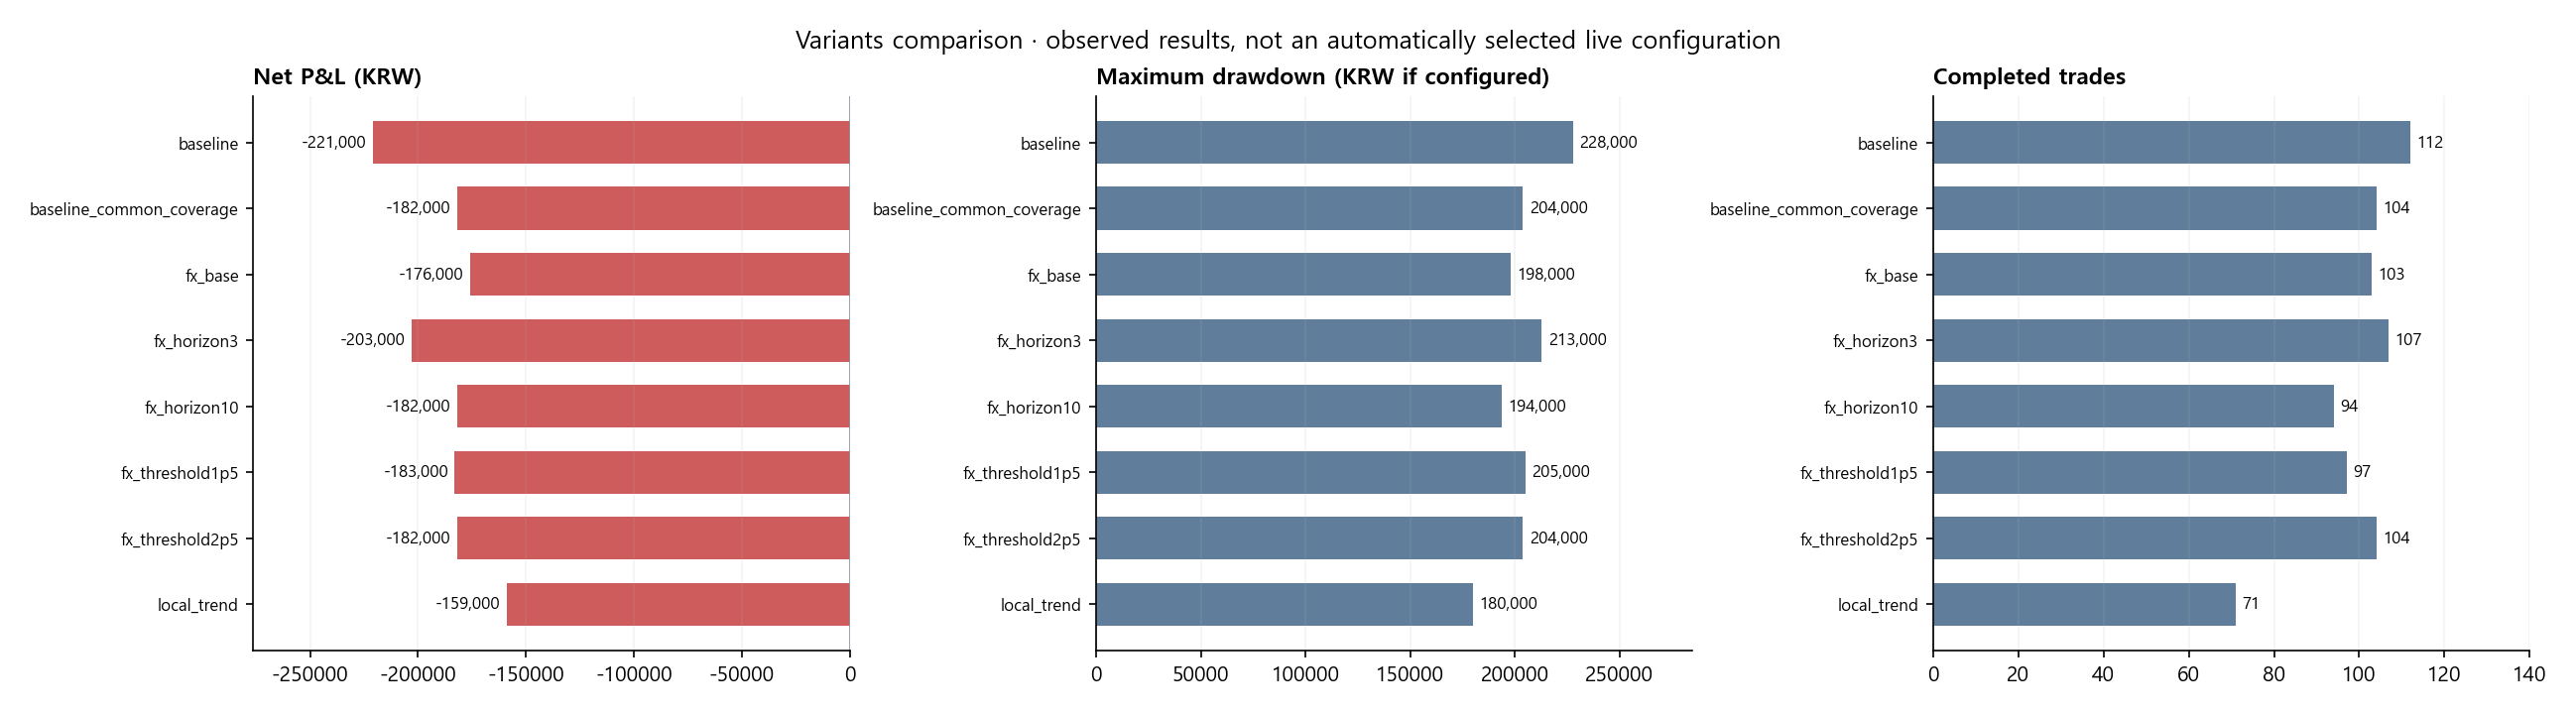 Variants comparison · observed results, not an automatically selected live configuration
Net P&L (KRW)
baseline
-221,000
baseline_common_coverage
-182,000
fx_base
-176,000
fx_horizon3
-203,000
fx_horizon10
-182,000
fx_threshold1p5
-183,000
fx_threshold2p5
-182,000
local_trend
-159,000
-250000
-200000
-150000
-100000
-50000
0
Maximum drawdown (KRW if configured)
baseline
228,000
baseline_common_coverage
204,000
fx_base
198,000
fx_horizon3
213,000
fx_horizon10
194,000
fx_threshold1p5
205,000
fx_threshold2p5
204,000
local_trend
180,000
0
50000
100000
150000
200000
250000
Completed trades
baseline
112
baseline_common_coverage
104
fx_base
103
fx_horizon3
107
fx_horizon10
94
fx_threshold1p5
97
fx_threshold2p5
104
local_trend
71
0
20
40
60
80
100
120
140